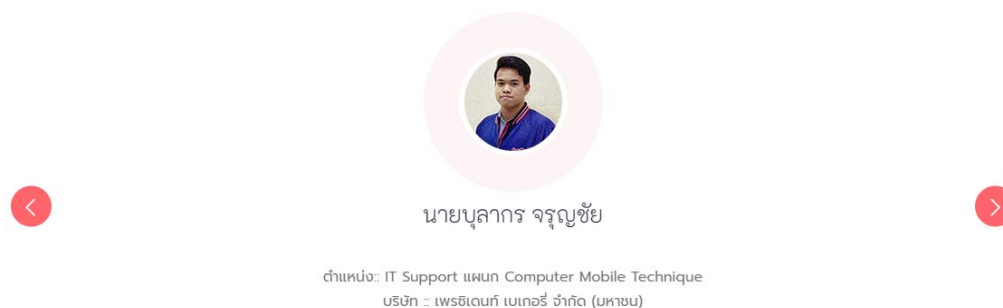 นายบุลากร จรุญชัย
ตำแหน่ง:: IT Support แผนก Computer Mobile Technique
บริษัท :: เพรซิเดนท์ เบเกอรี่ จำกัด (มหาชน)